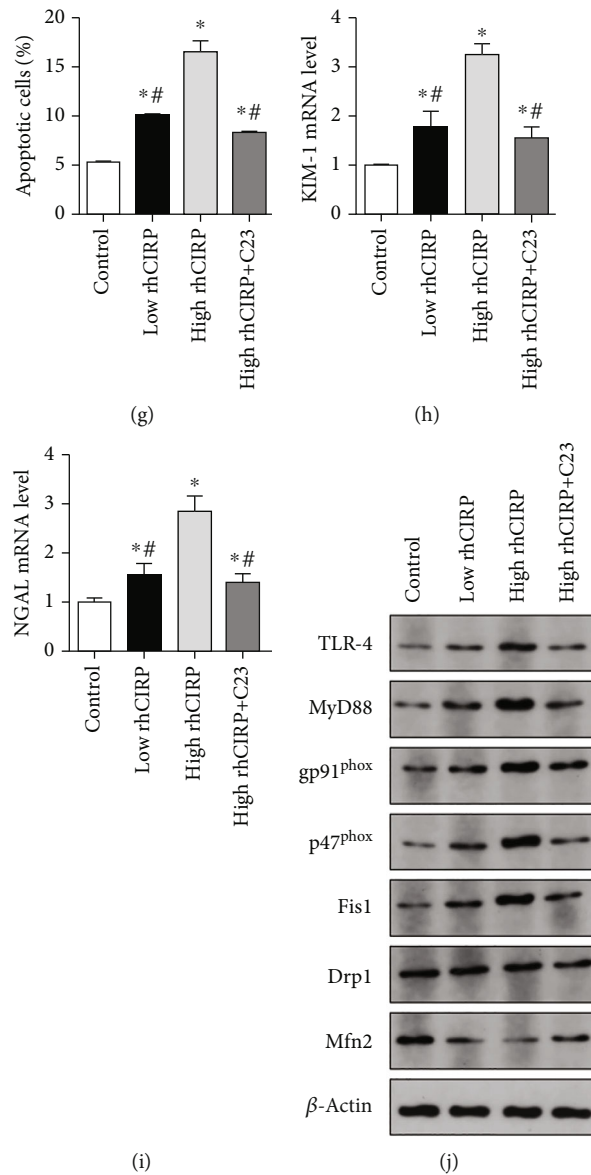 Apoptotic cells (%)
20
15
10
5
0
*#
*
*#
Control
Low rhCIRP
High rhCIRP
High rhCIRP+C23
(g)
KIM-1 mRNA level
4
3
2
1
0
*#
*
*#
Control
Low rhCIRP
High rhCIRP
High rhCIRP+C23
(h)
NGAL mRNA level
4
3
2
1
0
*#
*
*#
Control
Low rhCIRP
High rhCIRP
High rhCIRP+C23
(i)
Control
Low rhCIRP
High rhCIRP
High rhCIRP+C23
TLR-4
MyD88
gp91phox
p47phox
Fis1
Drp1
Mfn2
β-Actin
(j)